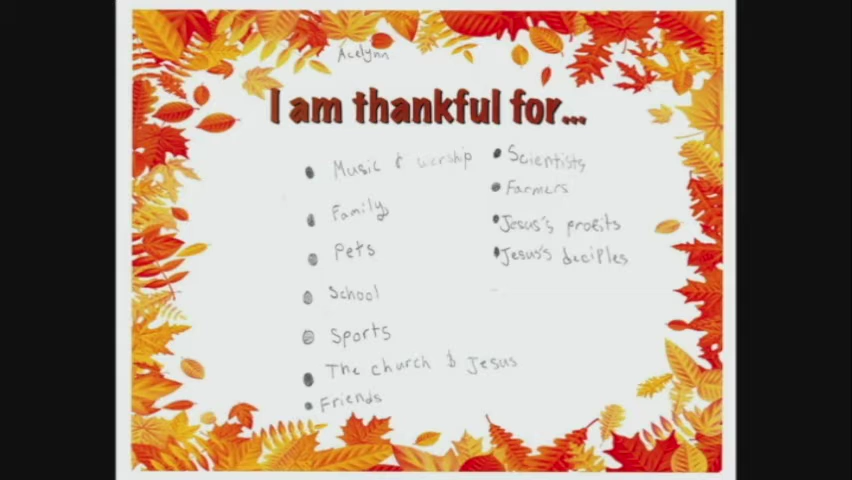 Acelynn
I am thankful for...
Music & worship
Family
Pets
School
Sports
The church & Jesus
Friends
Scientists
Farmers
Jesus's proeits
Jesus's deciples